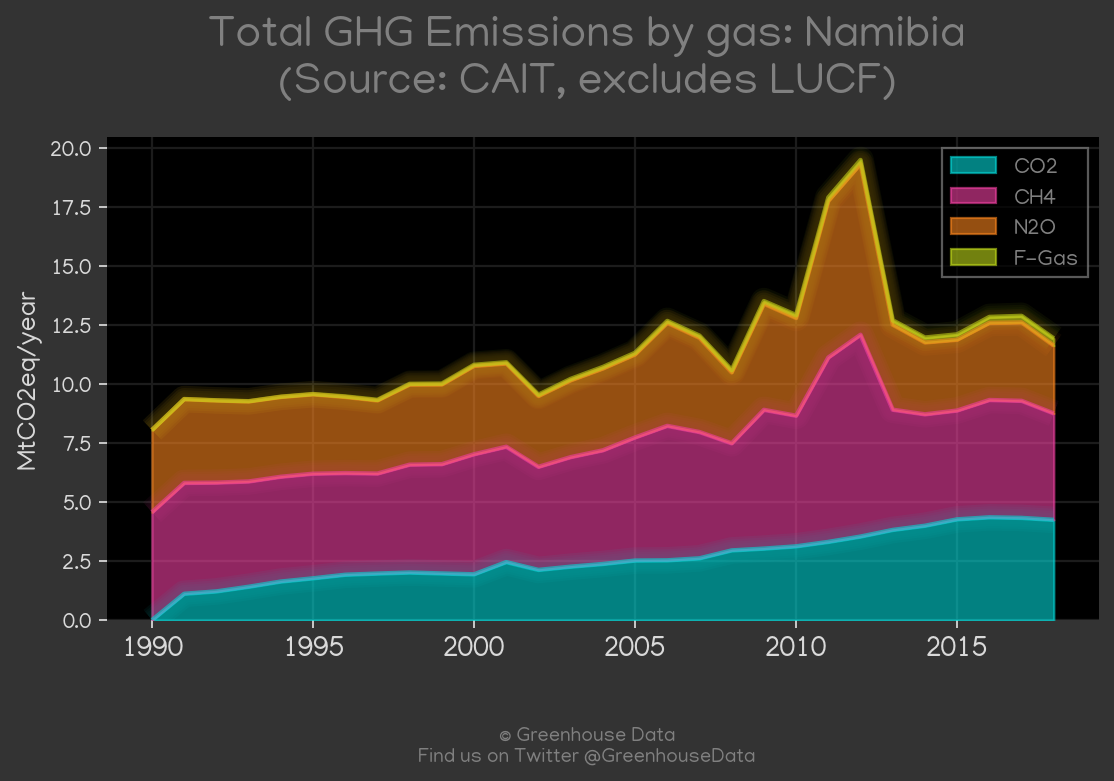 Total GHG Emissions by gas: Namibia
(Source: CAIT, excludes LUCF)
20.0
17.5
15.0
12.5
10.0
7.5
5.0
2.5
0.0
MtCO2eq/year
CO2
CH4
N2O
F-Gas
1990 1995 2000 2005 2010 2015
© Greenhouse Data
Find us on Twitter @GreenhouseData